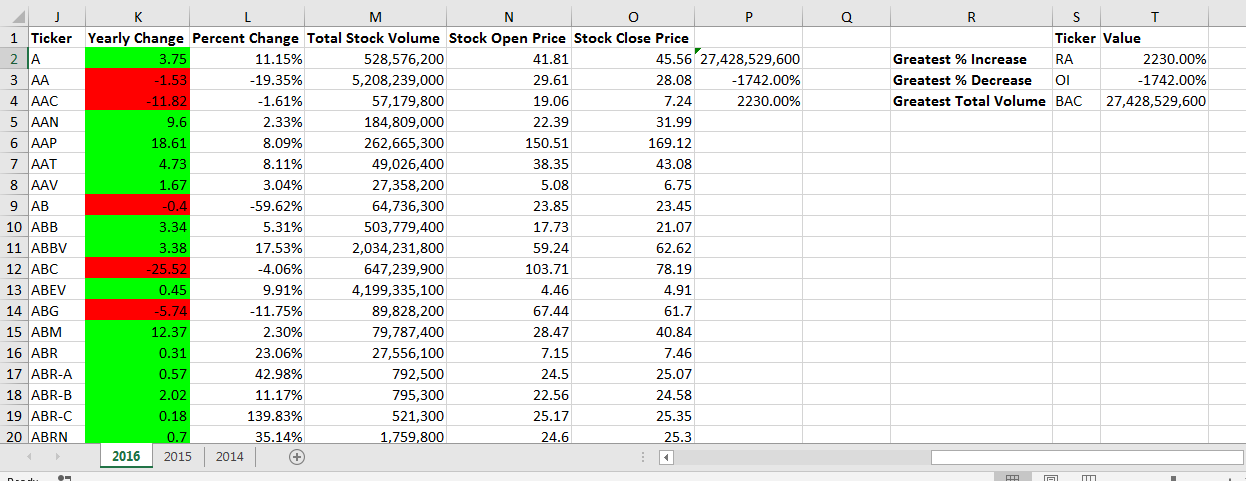 J K L M N O P Q R S T
1 Ticker Yearly Change Percent Change Total Stock Volume Stock Open Price Stock Close Price Ticker Value
2 A 3.75 11.15% 528,576,200 41.81 45.56 27,428,529,600 Greatest % Increase RA 2230.00%
3 AA -1.53 -19.35% 5,208,239,000 29.61 28.08 -1742.00% Greatest % Decrease OI -1742.00%
4 AAC -11.82 -1.61% 57,179,800 19.06 7.24 2230.00% Greatest Total Volume BAC 27,428,529,600
5 AAN 9.6 2.33% 184,809,000 22.39 31.99
6 AAP 18.61 8.09% 262,665,300 150.51 169.12
7 AAT 4.73 8.11% 49,026,400 38.35 43.08
8 AAV 1.67 3.04% 27,358,200 5.08 6.75
9 AB -0.4 -59.62% 64,736,300 23.85 23.45
10 ABB 3.34 5.31% 503,779,400 17.73 21.07
11 ABBV 3.38 17.53% 2,034,231,800 59.24 62.62
12 ABC -25.52 -4.06% 647,239,900 103.71 78.19
13 ABEV 0.45 9.91% 4,199,335,100 4.46 4.91
14 ABG -5.74 -11.75% 89,828,200 67.44 61.7
15 ABM 12.37 2.30% 79,787,400 28.47 40.84
16 ABR 0.31 23.06% 27,556,100 7.15 7.46
17 ABR-A 0.57 42.98% 792,500 24.5 25.07
18 ABR-B 2.02 11.17% 795,300 22.56 24.58
19 ABR-C 0.18 139.83% 521,300 25.17 25.35
20 ABRN 0.7 35.14% 1,759,800 24.6 25.3
2016 2015 2014